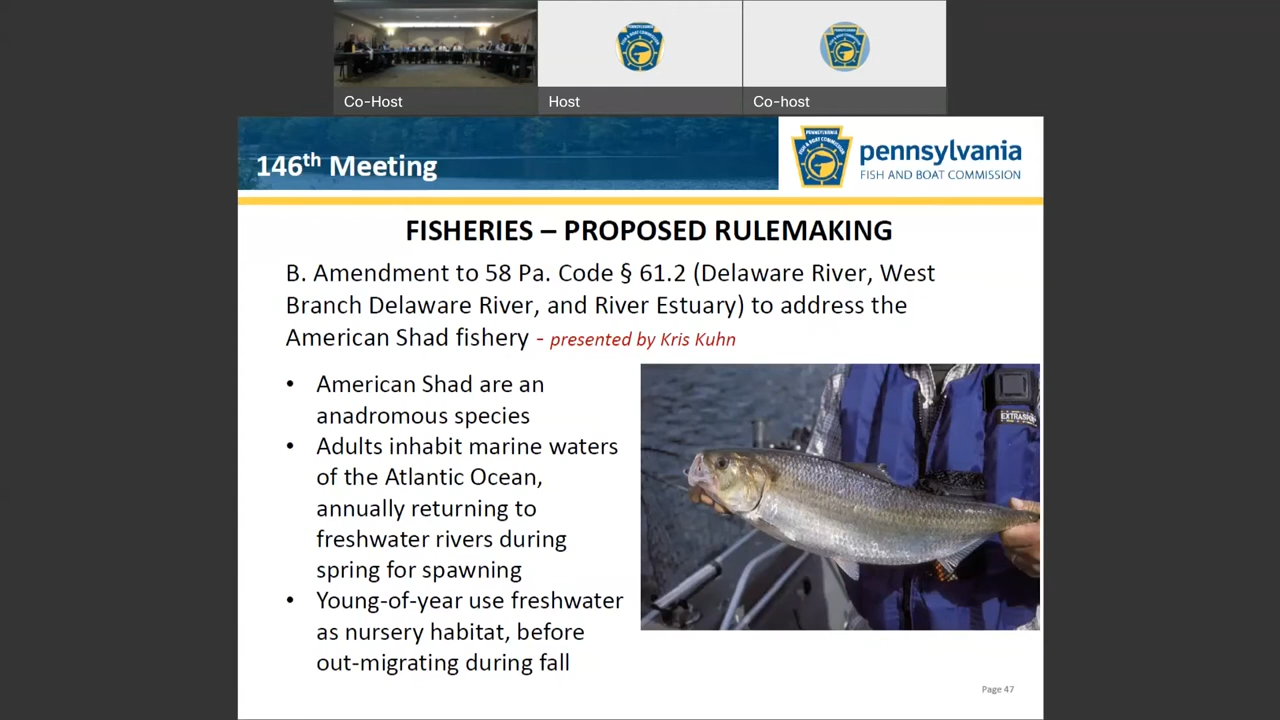 Co-Host
Host
Co-host
146th Meeting
PENNSYLVANIA
FISH & BOAT COMMISSION
pennsylvania
FISH AND BOAT COMMISSION
FISHERIES – PROPOSED RULEMAKING
B. Amendment to 58 Pa. Code § 61.2 (Delaware River, West
Branch Delaware River, and River Estuary) to address the
American Shad fishery - presented by Kris Kuhn
• American Shad are an
anadromous species
• Adults inhabit marine waters
of the Atlantic Ocean,
annually returning to
freshwater rivers during
spring for spawning
• Young-of-year use freshwater
as nursery habitat, before
out-migrating during fall
Page 47